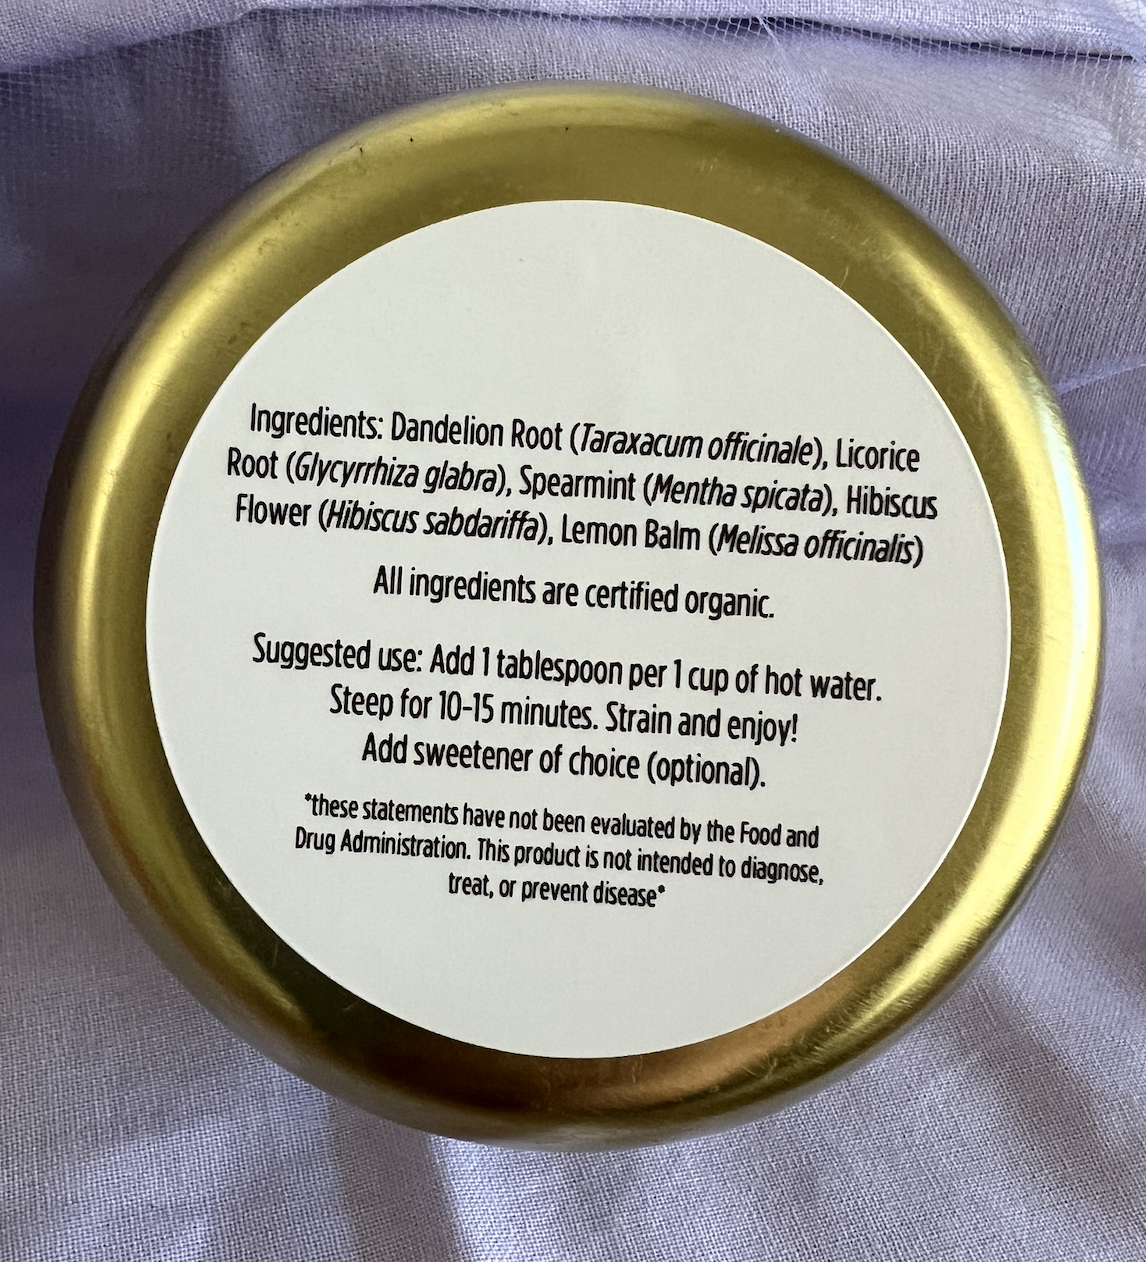 Ingredients: Dandelion Root (Taraxacum officinale), Licorice
Root (Glycyrrhiza glabra), Spearmint (Mentha spicata), Hibiscus
Flower (Hibiscus sabdariffa), Lemon Balm (Melissa officinalis)
All ingredients are certified organic.
Suggested use: Add 1 tablespoon per 1 cup of hot water.
Steep for 10-15 minutes. Strain and enjoy!
Add sweetener of choice (optional).
*these statements have not been evaluated by the Food and
Drug Administration. This product is not intended to diagnose,
treat, or prevent disease*